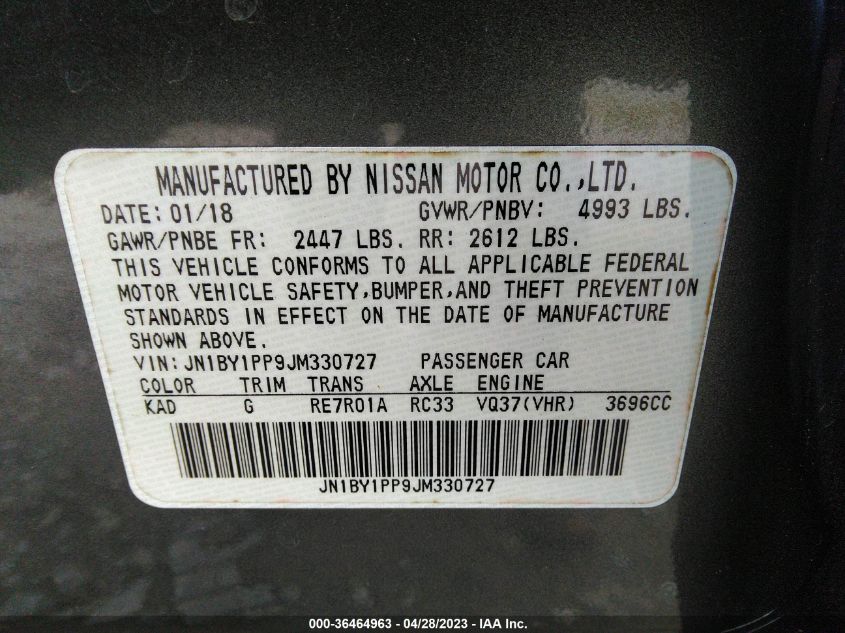 MANUFACTURED BY NISSAN MOTOR CO.,LTD.
DATE:01/18 GVWR/PNBV: 4993 LBS.
GAWR/PNBE FR: 2447 LBS. RR: 2612 LBS.
THIS VEHICLE CONFORMS TO ALL APPLICABLE FEDERAL
MOTOR VEHICLE SAFETY,BUMPER,AND THEFT PREVENTION
STANDARDS IN EFFECT ON THE DATE OF MANUFACTURE
SHOWN ABOVE.
VIN:JN1BY1PP9JM330727 PASSENGER CAR
COLOR TRIM TRANS AXLE ENGINE
KAD G RE7R01A RC33 VQ37(VHR) 3696CC
JN1BY1PP9JM330727
000-36464963 - 04/28/2023 - IAA Inc.